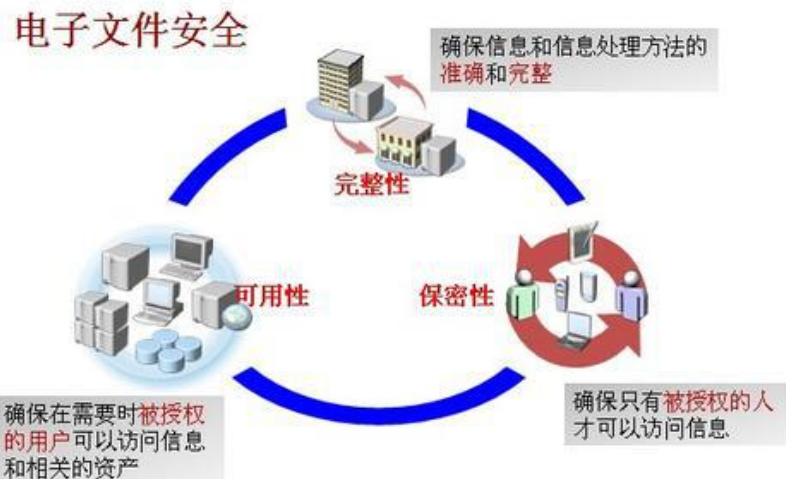 电子文件安全
确保信息和信息处理方法的
准确和完整
完整性
可用性
保密性
确保在需要时被授权
的用户可以访问信息
和相关的资产
确保只有被授权的人
才可以访问信息